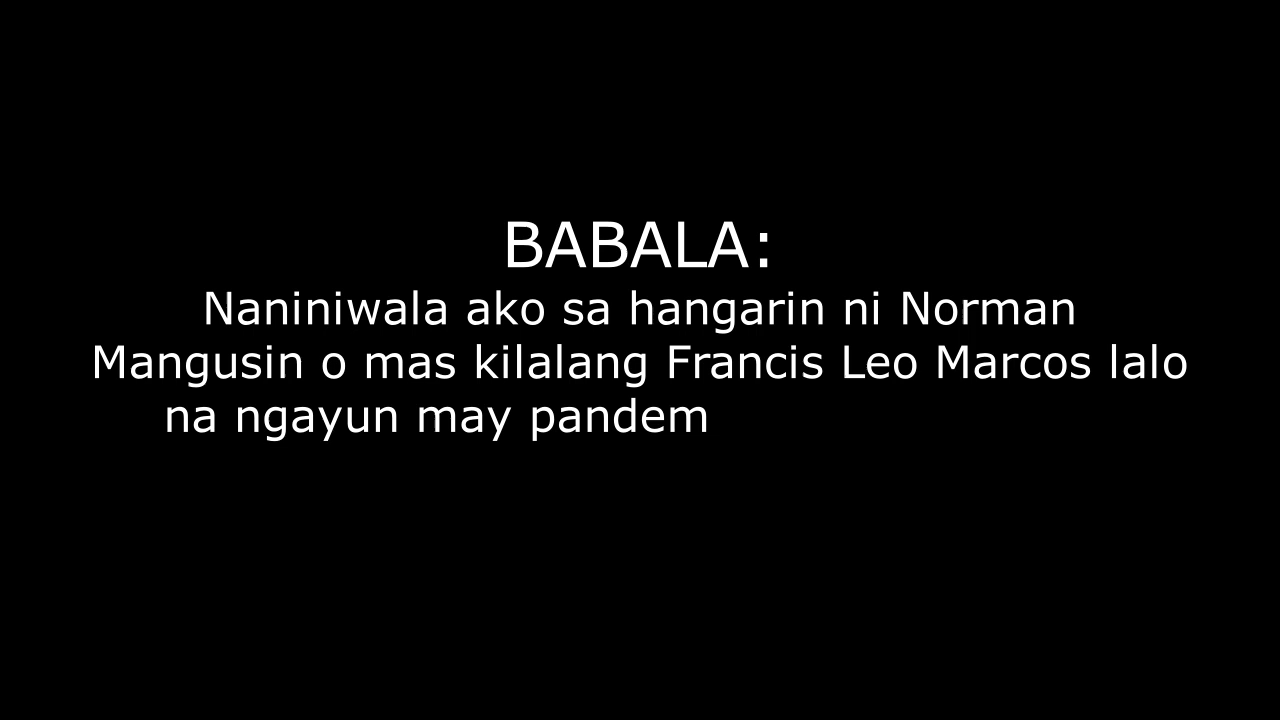 BABALA:
Naniniwala ako sa hangarin ni Norman
Mangusin o mas kilalang Francis Leo Marcos lalo
na ngayun may pandem